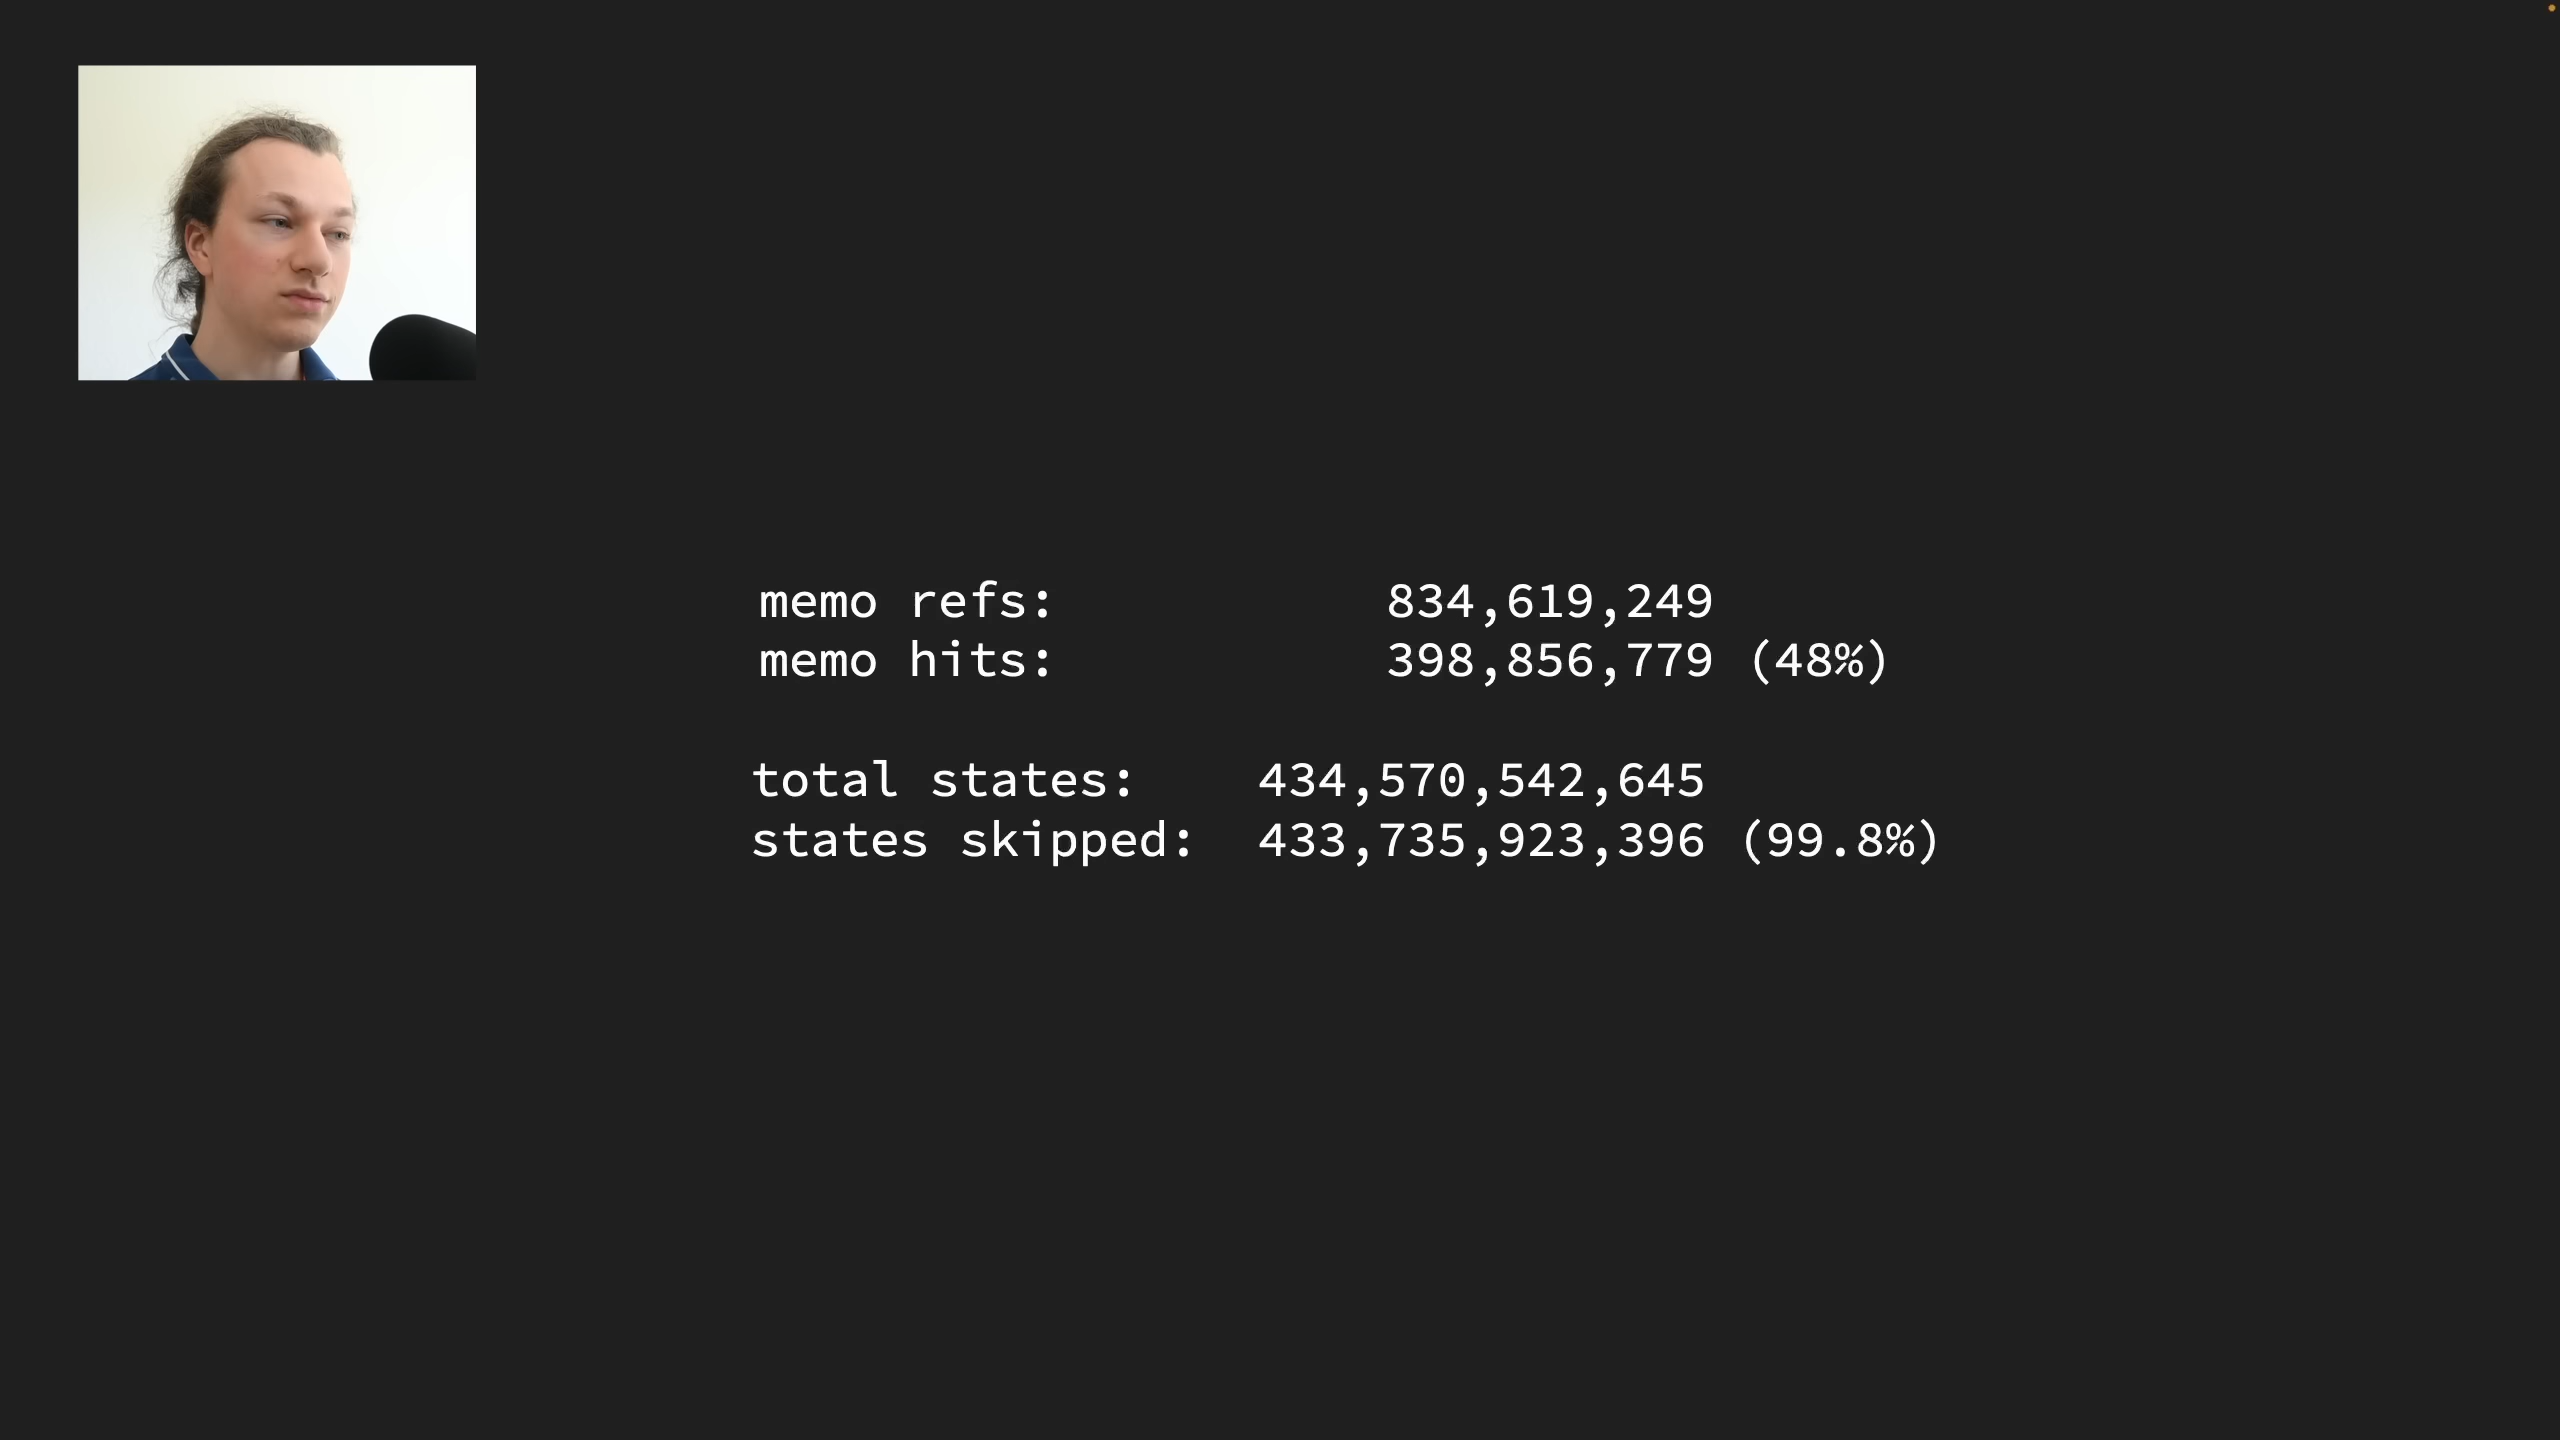 memo refs: 834,619,249
memo hits: 398,856,779 (48%)
total states: 434,570,542,645
states skipped: 433,735,923,396 (99.8%)